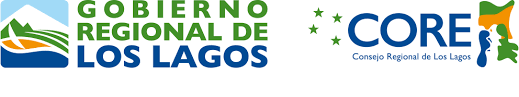 GOBIERNO
REGIONAL DE
LOS LAGOS
CORE
Consejo Regional de Los Lagos